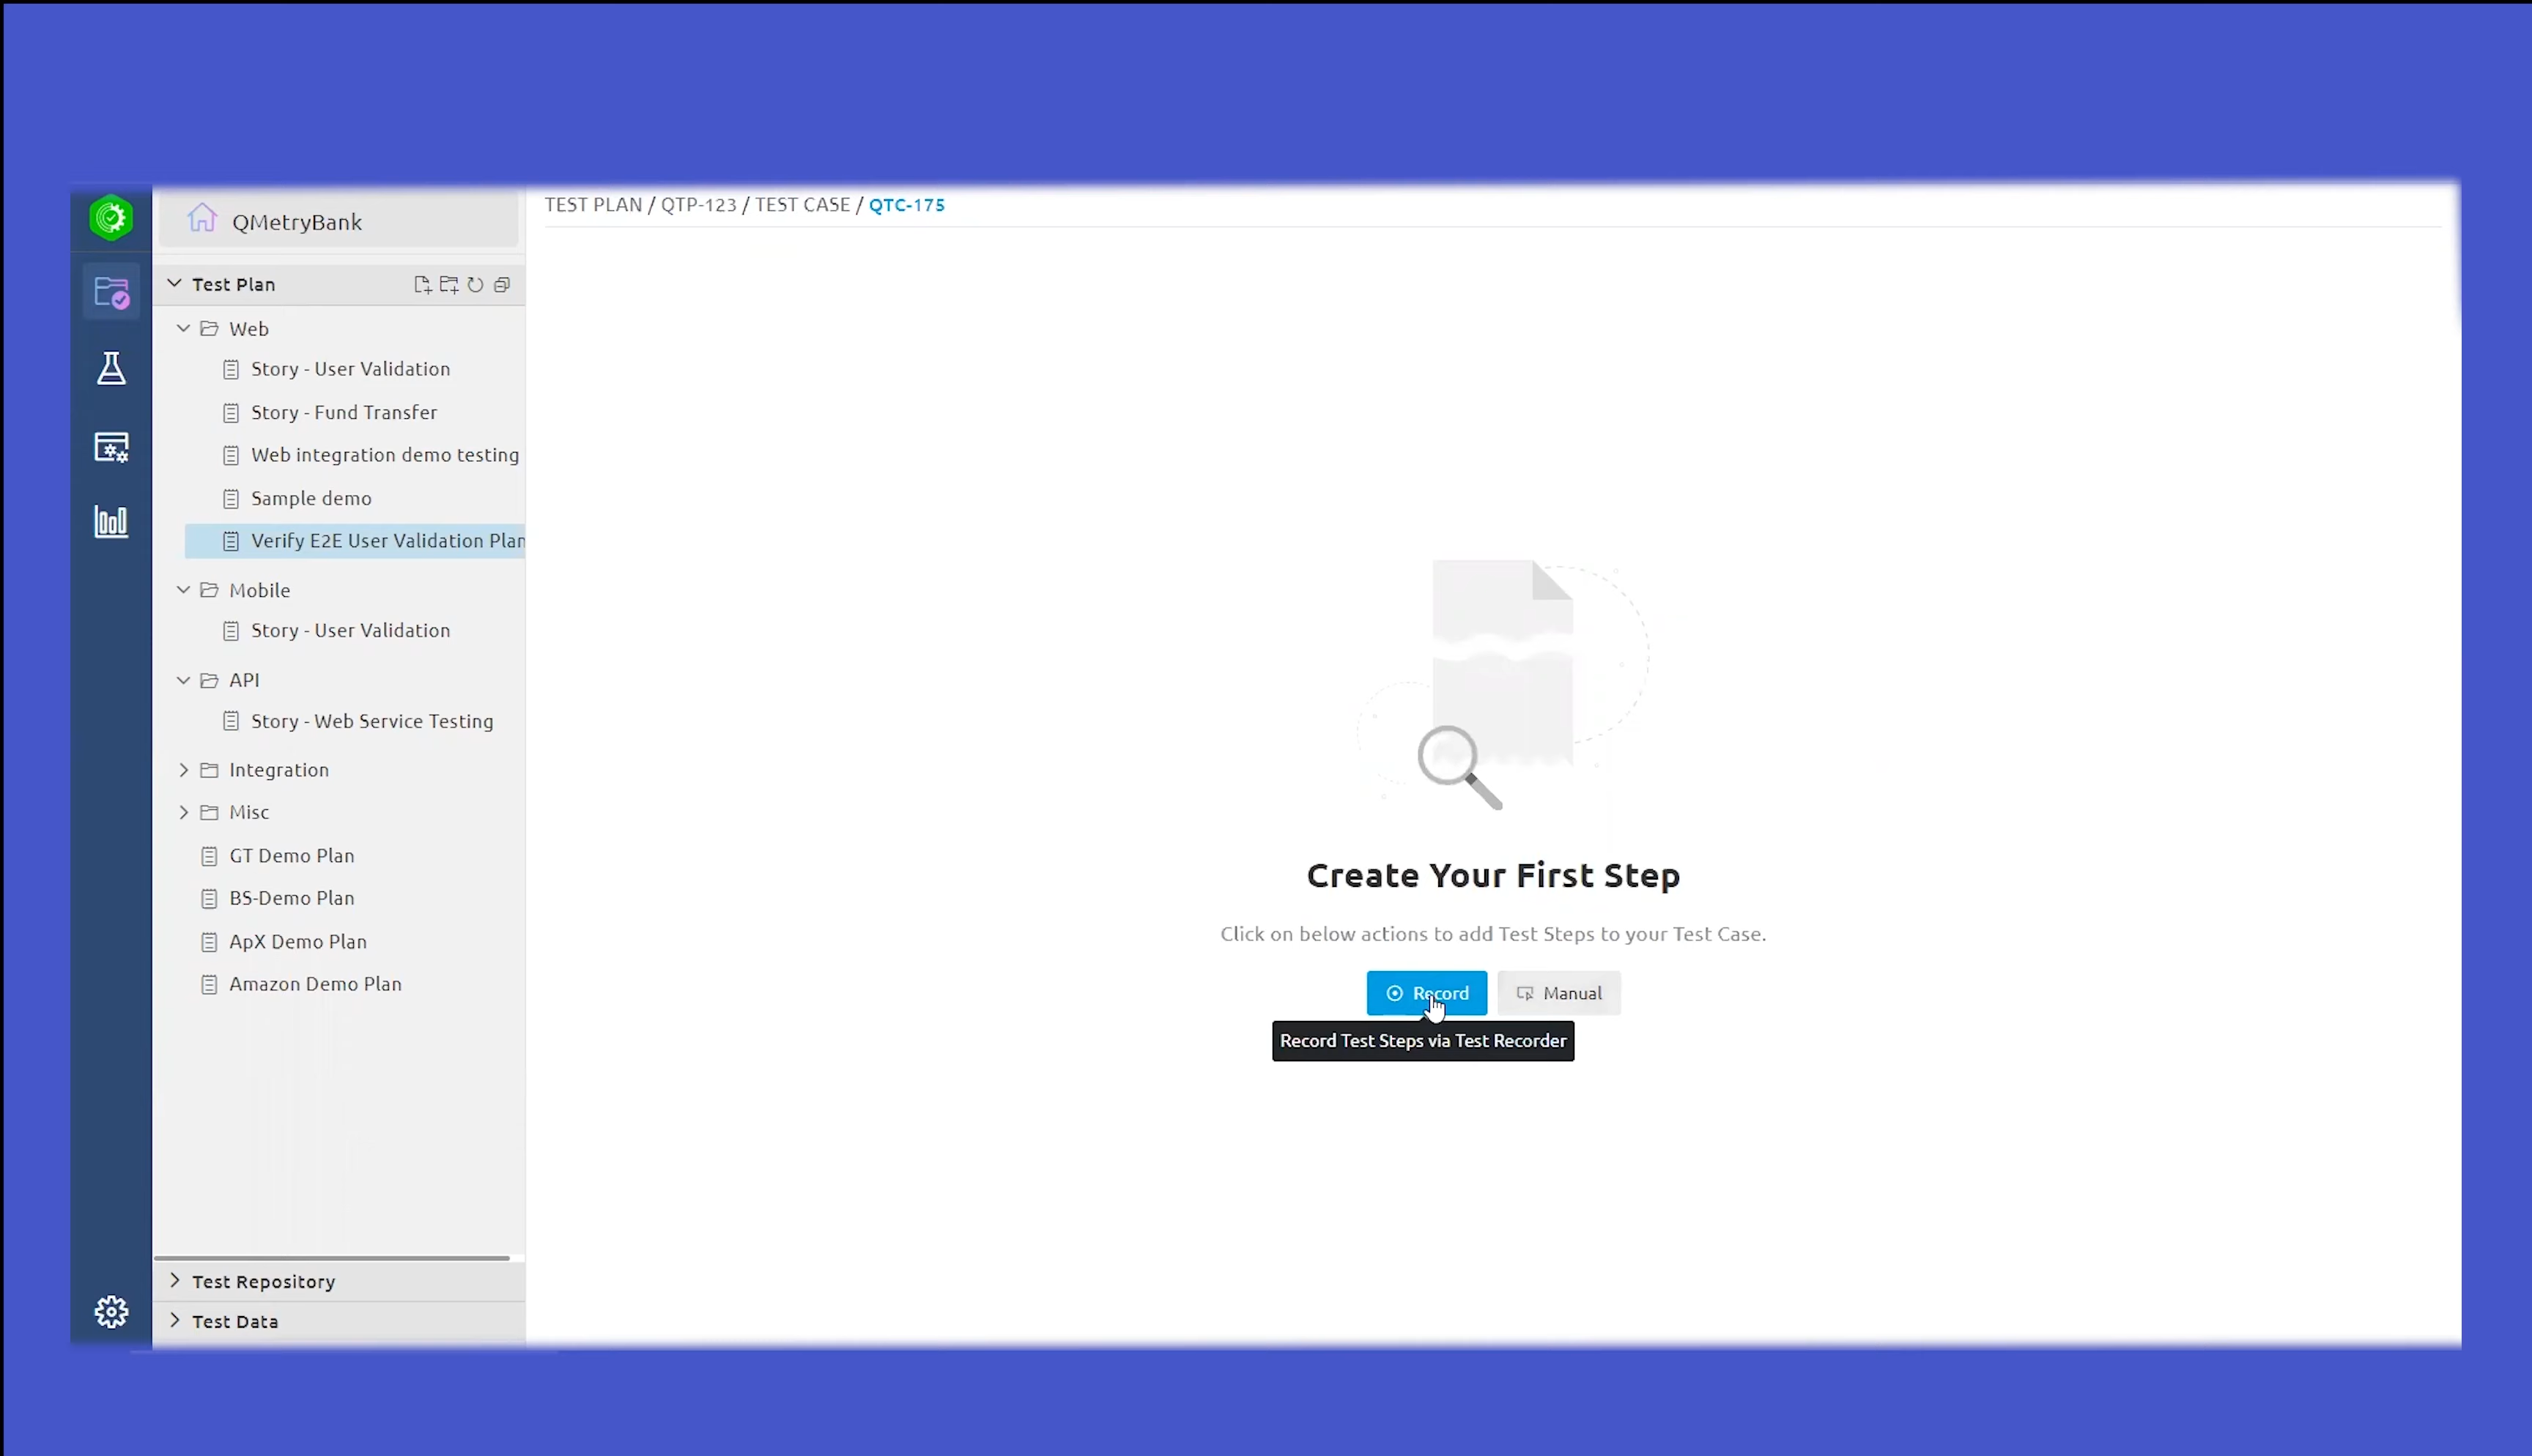 QMetryBank
TEST PLAN / QTP-123 / TEST CASE / QTC-175
Test Plan
Web
Story - User Validation
Story - Fund Transfer
Web integration demo testing
Sample demo
Verify E2E User Validation Plan
Mobile
Story - User Validation
API
Story - Web Service Testing
Integration
Misc
GT Demo Plan
BS-Demo Plan
ApX Demo Plan
Amazon Demo Plan
Test Repository
Test Data
Create Your First Step
Click on below actions to add Test Steps to your Test Case.
Record
Manual
Record Test Steps via Test Recorder